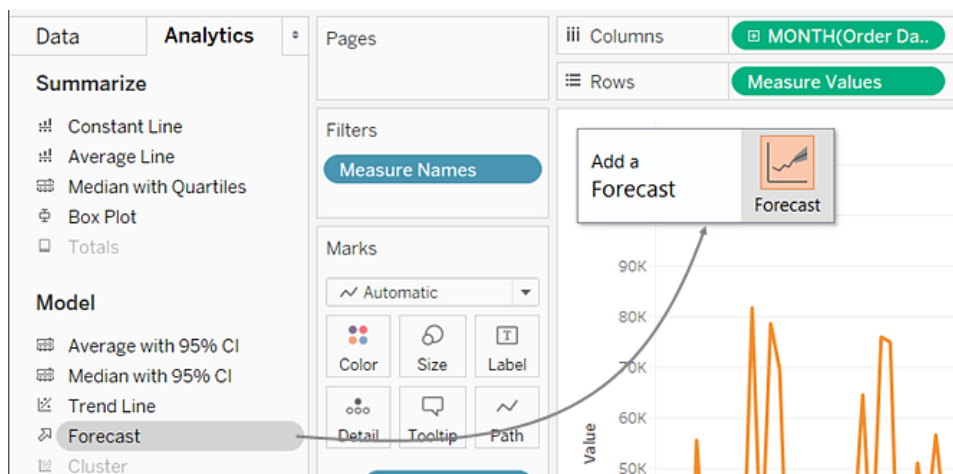 Data
Analytics
Summarize
Constant Line
Average Line
Median with Quartiles
Box Plot
Totals
Model
Average with 95% CI
Median with 95% CI
Trend Line
Forecast
Cluster
Pages
Filters
Measure Names
Marks
Automatic
Color
Size
Label
Detail
Tooltip
Path
Columns
MONTH(Order Da..
Rows
Measure Values
Add a
Forecast
Forecast
90K
80K
70K
60K
50K
Value